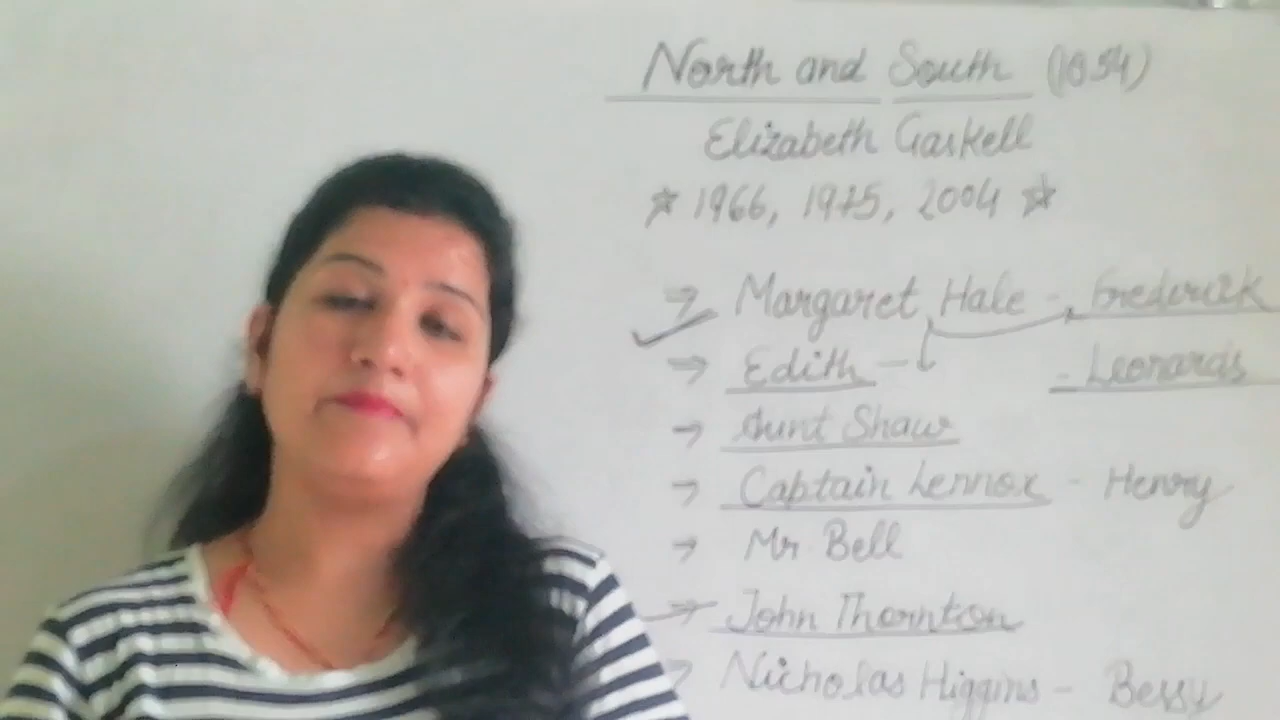 North and South (1854)
Elizabeth Gaskell
☆ 1966, 1975, 2004 ☆
⇒ Margaret Hale - Frederick
⇒ Edith - Leonards
→ Aunt Shaw
→ Captain Lennox - Henry
→ Mr Bell
→ John Thornton
→ Nicholas Higgins - Bessy